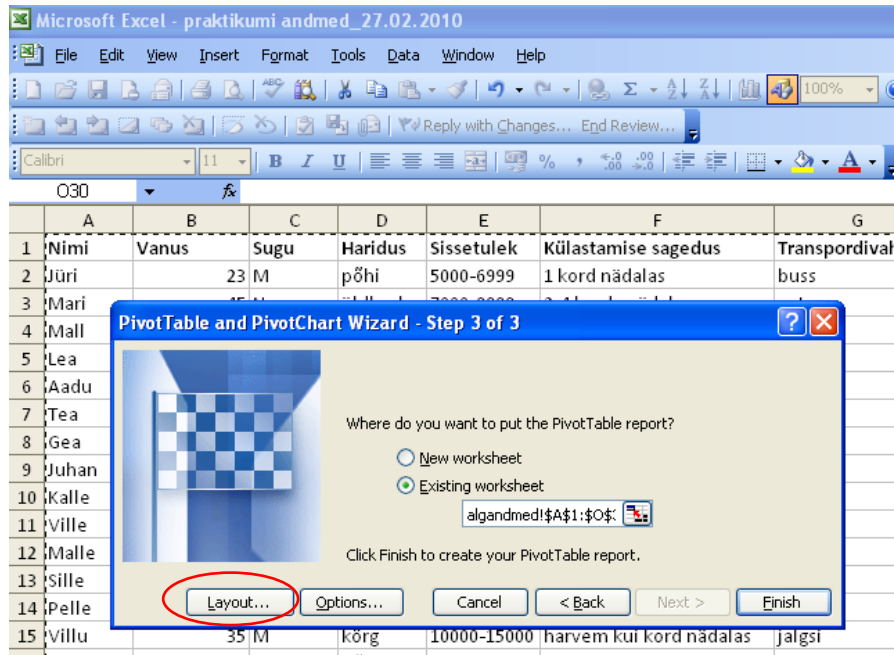 Microsoft Excel - praktikumi andmed_27.02.2010
File Edit View Insert Format Tools Data Window Help
100%
Reply with Changes... End Review...
Calibri 11 B I U % , .00 .00 A
O30 fx
A B C D E F G
1 Nimi Vanus Sugu Haridus Sissetulek Külastamise sagedus Transpordivah
2 Jüri 23 M põhi 5000-6999 1 kord nädalas buss
3 Mari
PivotTable and PivotChart Wizard - Step 3 of 3
4 Mall
5 Lea
6 Aadu
7 Tea
Where do you want to put the PivotTable report?
8 Gea
New worksheet
9 Juhan
Existing worksheet
10 Kalle
algandmed!$A$1:$O$
11 Ville
12 Malle
Click Finish to create your PivotTable report.
13 Sille
14 Pelle
Layout... Options... Cancel < Back Next > Finish
15 Villu 35 M kõrg 10000-15000 harvem kui kord nädalas jalgsi